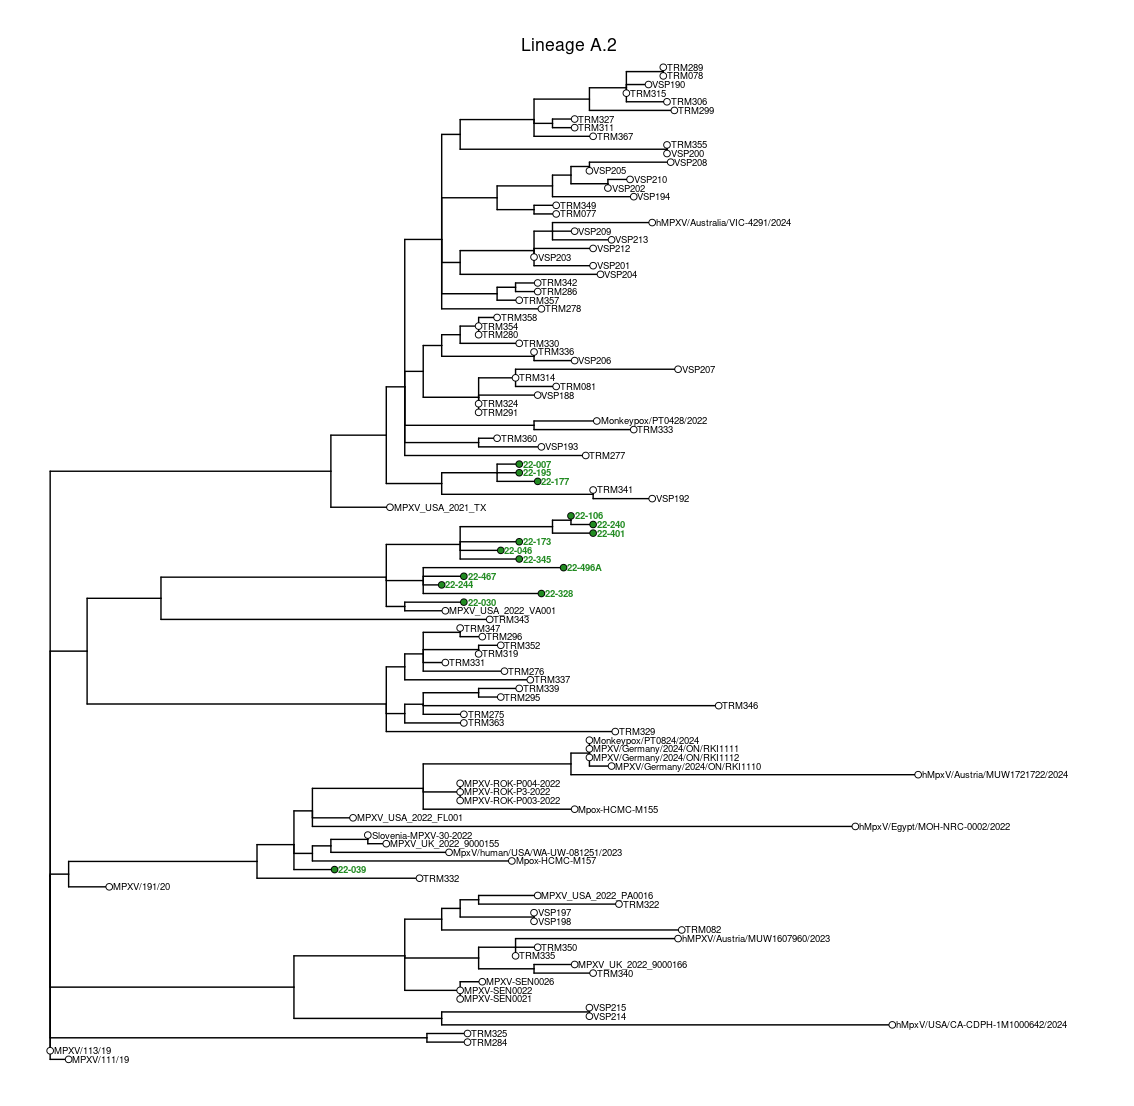 Lineage A.2
TRM289
TRM078
VSP190
TRM315
TRM306
TRM299
TRM327
TRM311
TRM367
TRM355
VSP200
VSP208
VSP205
VSP210
VSP202
VSP194
TRM349
TRM077
hMPXV/Australia/VIC-4291/2024
VSP209
VSP213
VSP212
VSP203
VSP201
VSP204
TRM342
TRM286
TRM357
TRM278
TRM358
TRM354
TRM280
TRM330
TRM336
VSP206
VSP207
TRM314
TRM081
VSP188
TRM324
TRM291
Monkeypox/PT0428/2022
TRM333
TRM360
VSP193
TRM277
22-007
22-195
22-177
TRM341
VSP192
MPXV_USA_2021_TX
22-106
22-240
22-401
22-173
22-046
22-345
22-496A
22-467
22-244
22-328
22-030
MPXV_USA_2022_VA001
TRM343
TRM347
TRM296
TRM352
TRM319
TRM331
TRM276
TRM337
TRM339
TRM295
TRM346
TRM275
TRM363
TRM329
Monkeypox/PT0824/2024
MPXV/Germany/2024/ON/RKI1111
MPXV/Germany/2024/ON/RKI1112
MPXV/Germany/2024/ON/RKI1110
hMpxV/Austria/MUW1721722/2024
MPXV-ROK-P004-2022
MPXV-ROK-P3-2022
MPXV-ROK-P003-2022
Mpox-HCMC-M155
MPXV_USA_2022_FL001
hMpxV/Egypt/MOH-NRC-0002/2022
Slovenia-MPXV-30-2022
MPXV_UK_2022_9000155
MpxV/human/USA/WA-UW-081251/2023
Mpox-HCMC-M157
22-039
TRM332
MPXV/191/20
MPXV_USA_2022_PA0016
TRM322
VSP197
VSP198
TRM082
hMPXV/Austria/MUW1607960/2023
TRM350
TRM335
MPXV_UK_2022_9000166
TRM340
MPXV-SEN0026
MPXV-SEN0022
MPXV-SEN0021
VSP215
VSP214
hMpxV/USA/CA-CDPH-1M1000642/2024
TRM325
TRM284
MPXV/113/19
MPXV/111/19